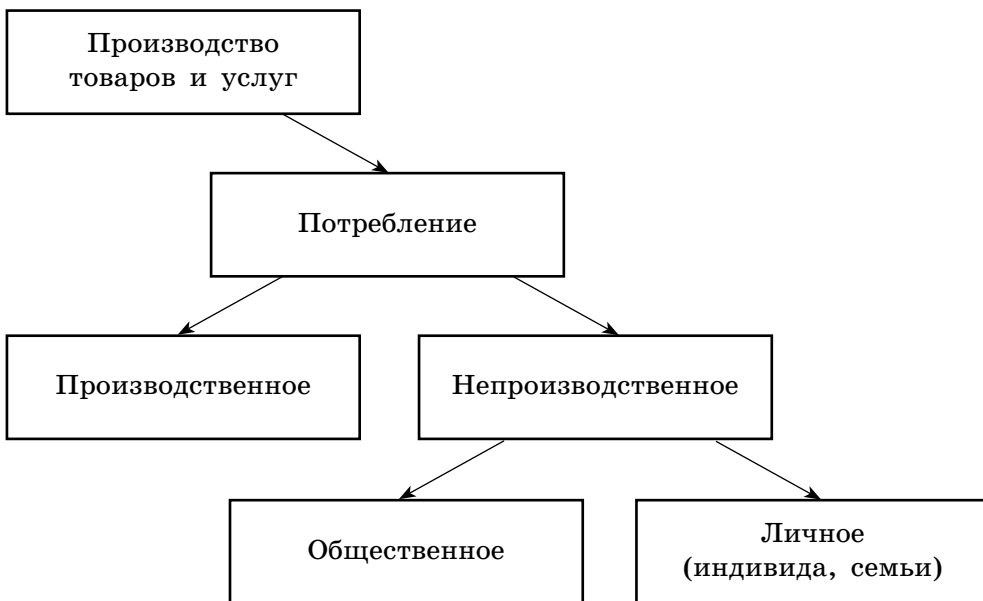 Производство
товаров и услуг
Потребление
Производственное
Непроизводственное
Общественное
Личное
(индивида, семьи)